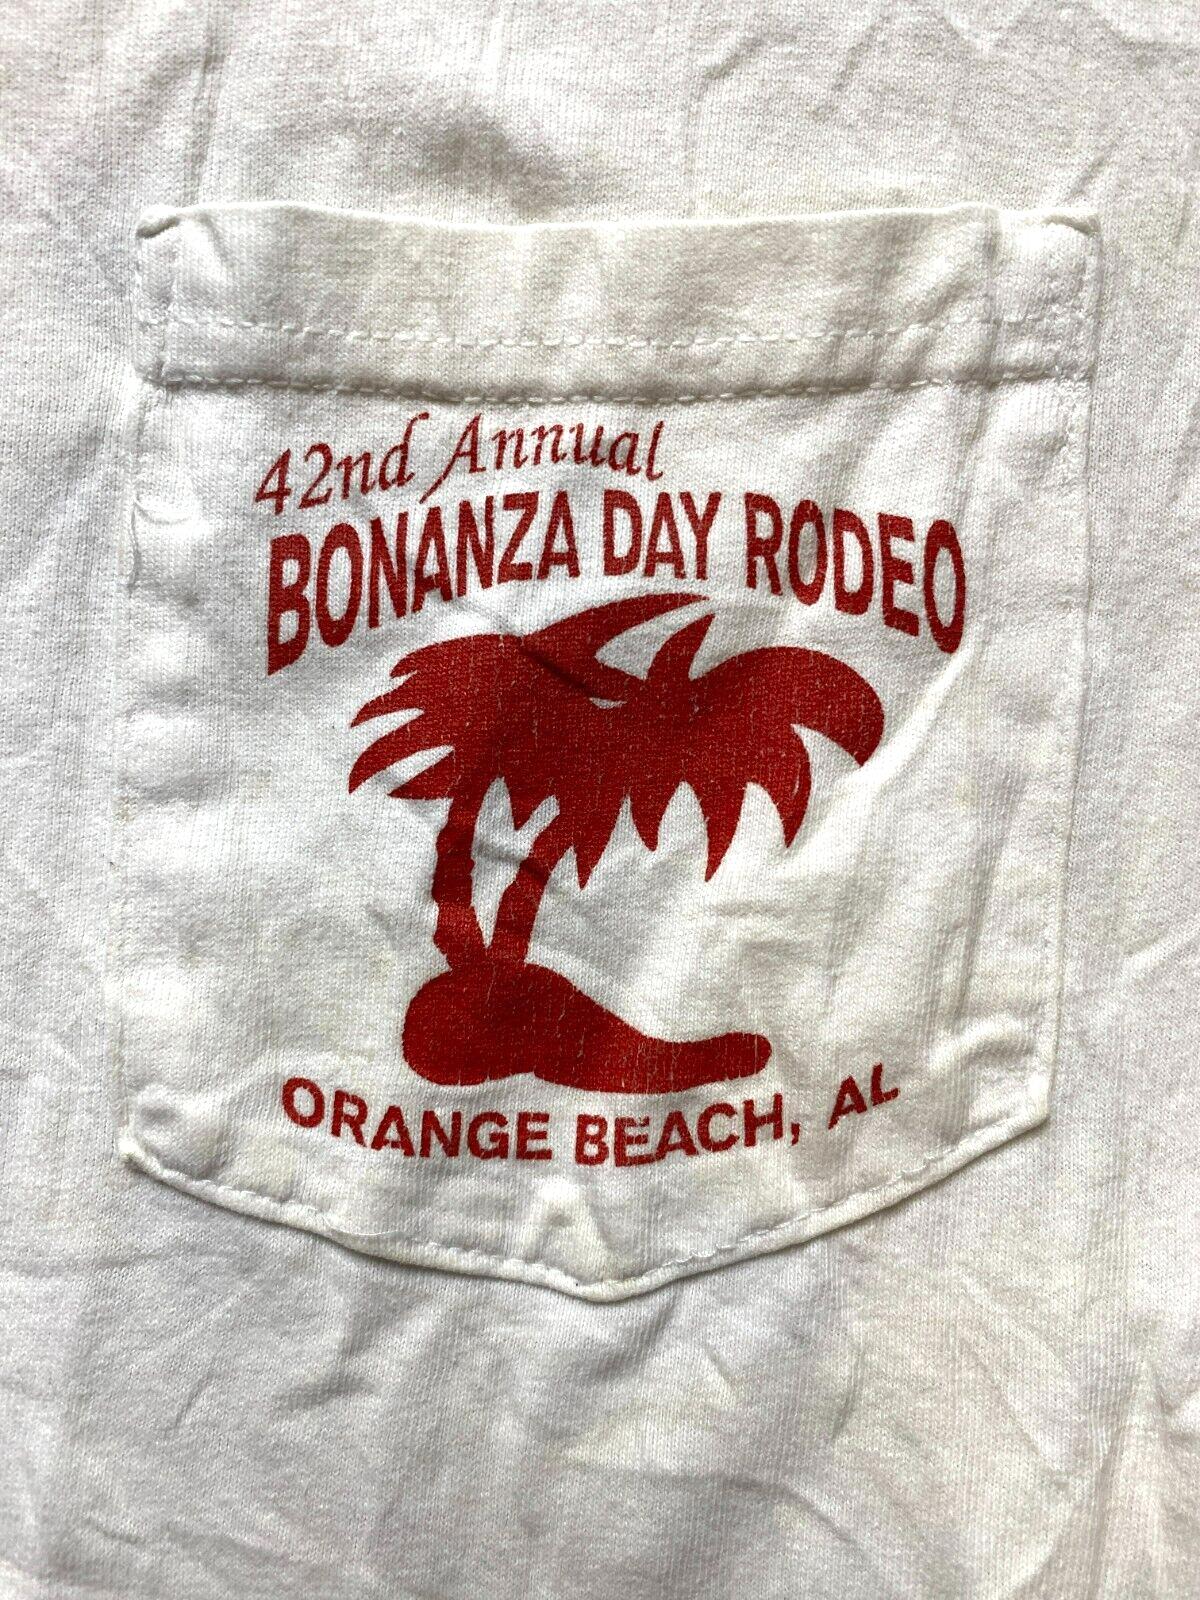 42nd Annual
BONANZA DAY RODEO
ORANGE BEACH, AL